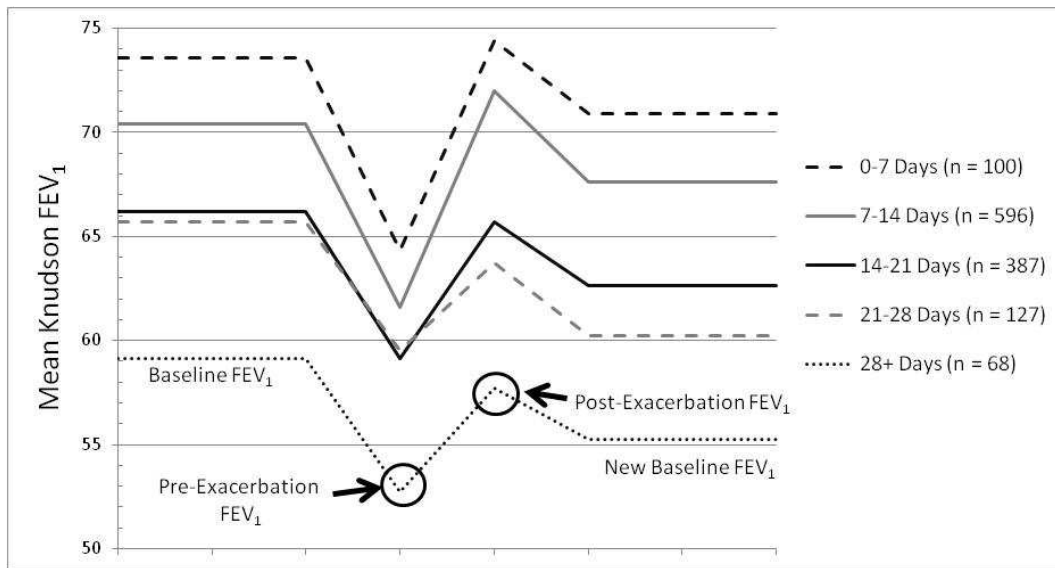 75
70
65
60
55
50
Mean Knudson FEV₁
0-7 Days (n = 100)
7-14 Days (n = 596)
14-21 Days (n = 387)
21-28 Days (n = 127)
28+ Days (n = 68)
Baseline FEV₁
Post-Exacerbation FEV₁
New Baseline FEV₁
Pre-Exacerbation
FEV₁